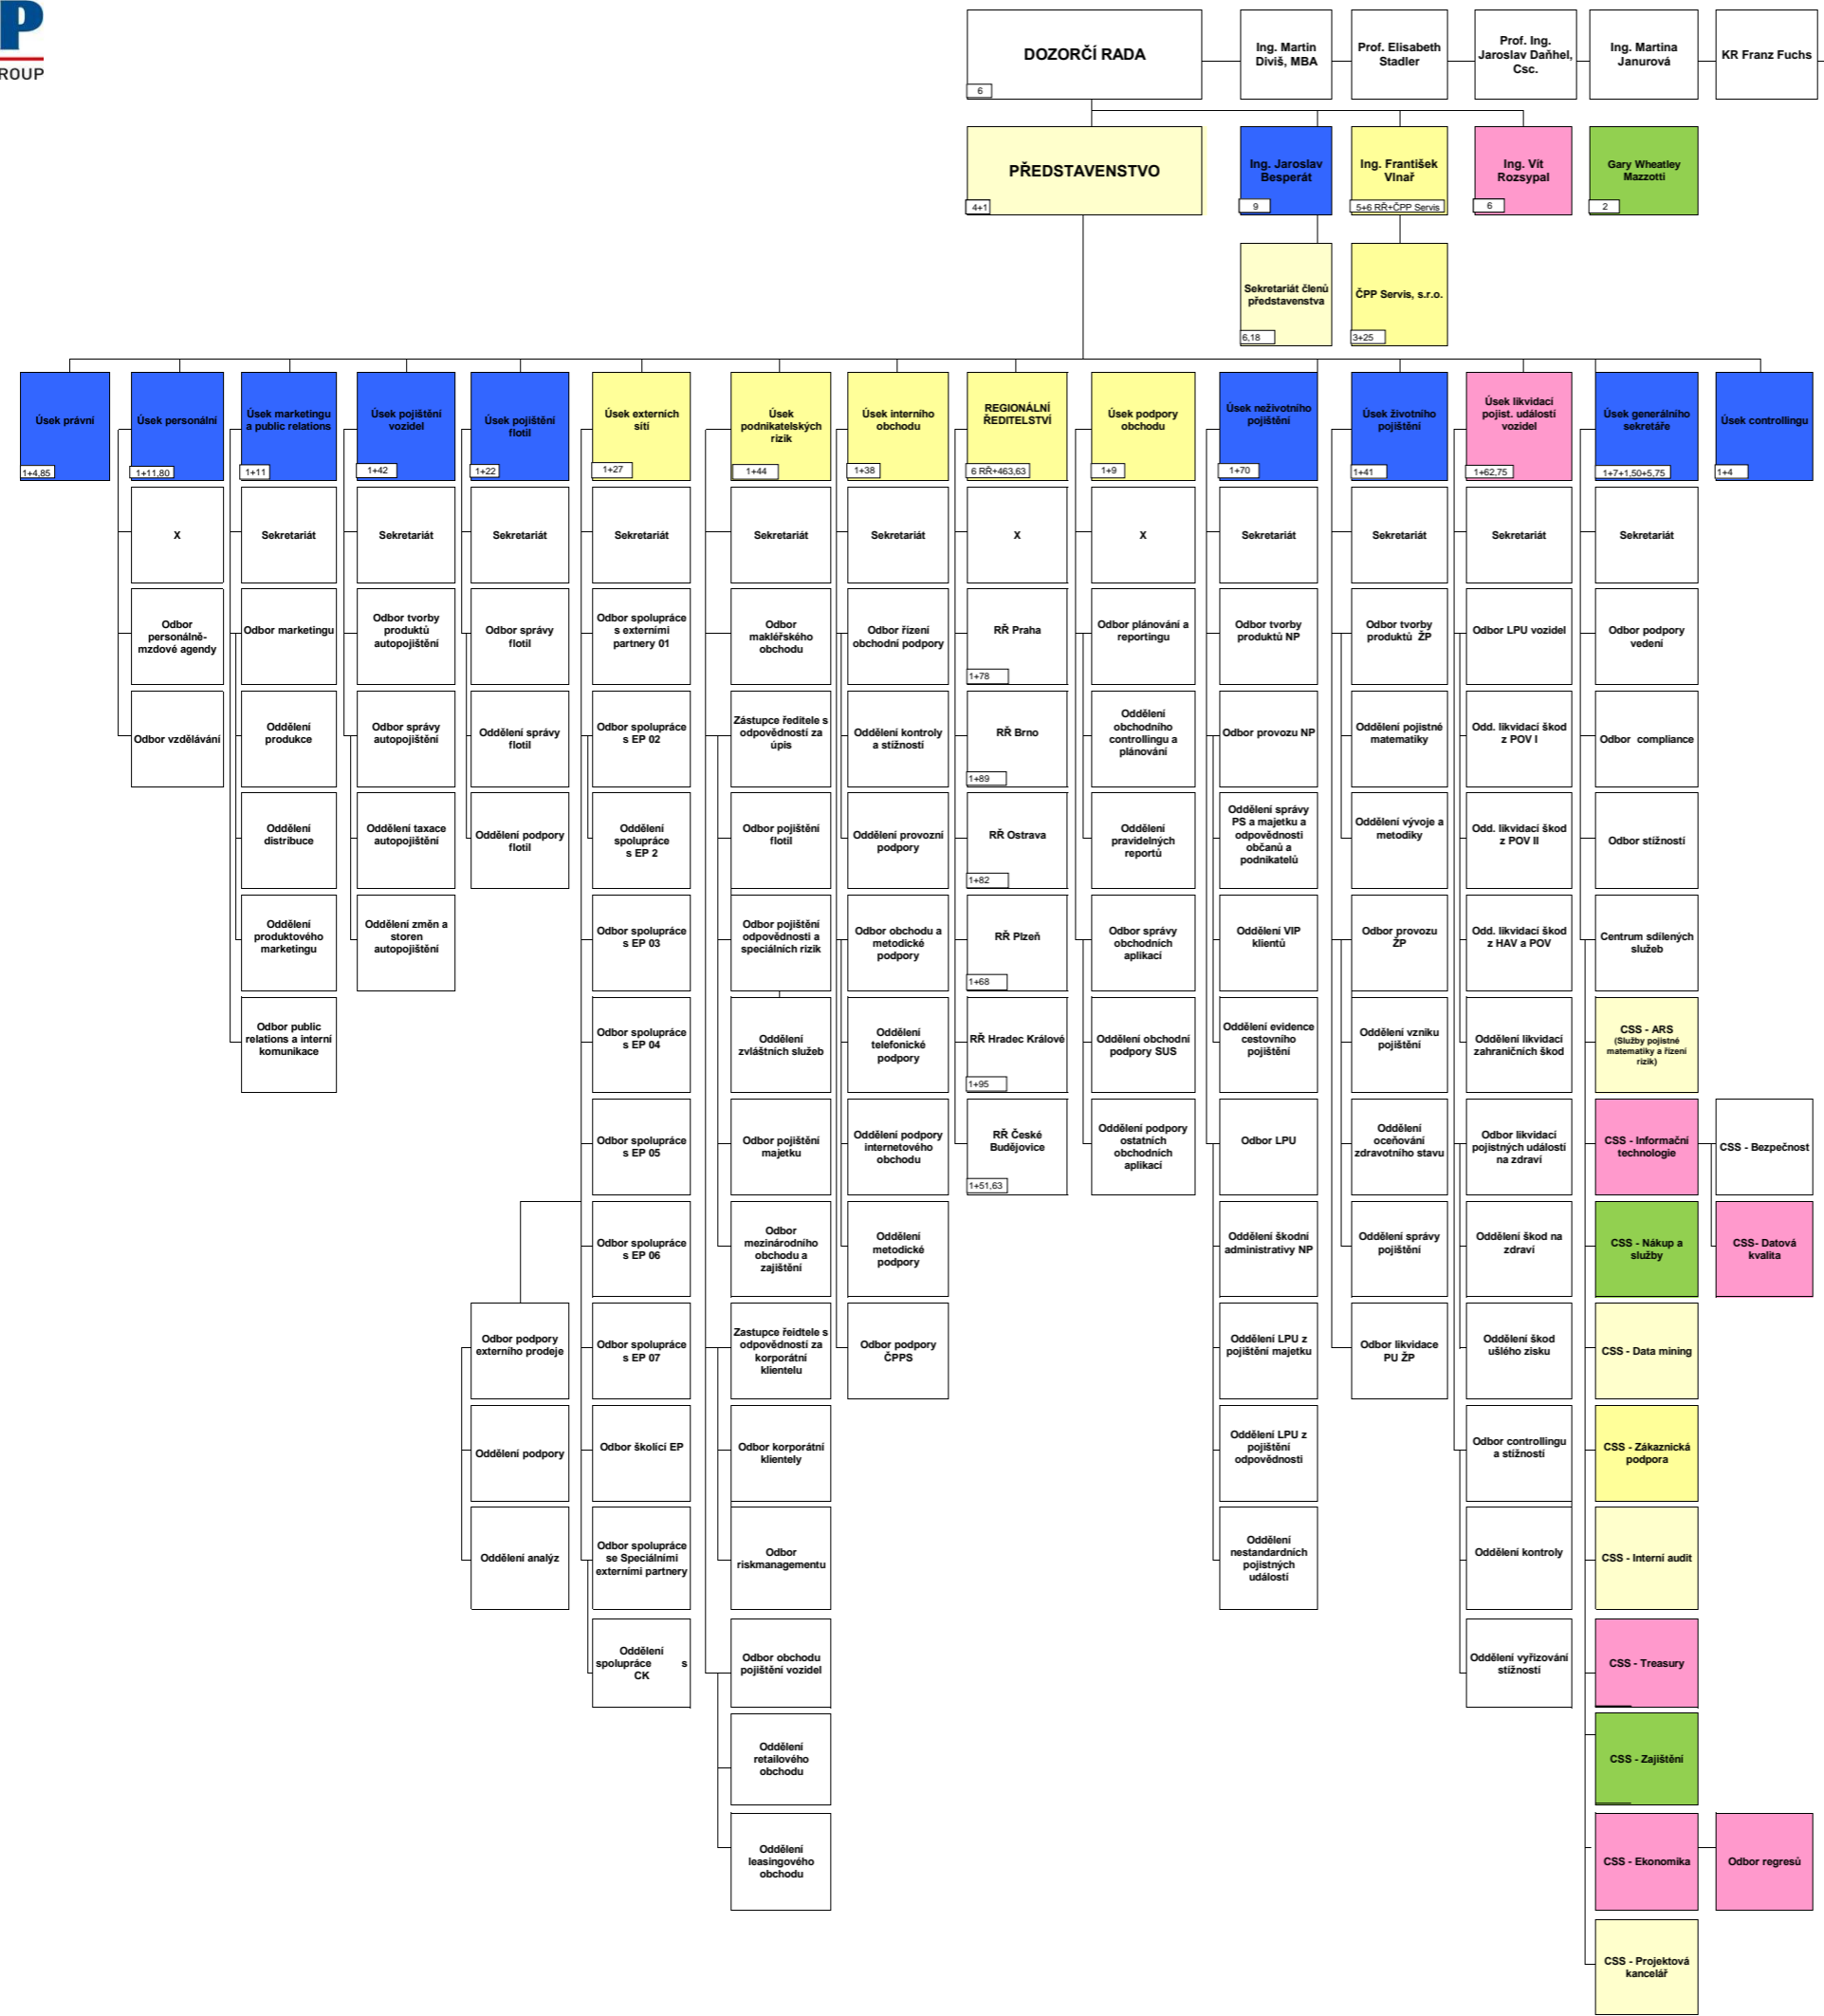 P
ROUP
DOZORČÍ RADA
6
Ing. Martin
Diviš, MBA
Prof. Elisabeth
Stadler
Prof. Ing.
Jaroslav Daňhel,
Csc.
Ing. Martina
Janurová
KR Franz Fuchs
PŘEDSTAVENSTVO
4+1
Ing. Jaroslav
Besperát
9
Ing. František
Vlnař
5+6 RŘ+ČPP Servis
Ing. Vít
Rozsypal
6
Gary Wheatley
Mazzotti
2
Sekretariát členů
představenstva
6,18
ČPP Servis, s.r.o.
3+25
Úsek právní
1+4,85
Úsek personální
1+11,80
Úsek marketingu
a public relations
1+11
Úsek pojištění
vozidel
1+42
Úsek pojištění
flotil
1+22
Úsek externích
sítí
1+27
Úsek
podnikatelských
rizik
1+44
Úsek interního
obchodu
1+38
REGIONÁLNÍ
ŘEDITELSTVÍ
6 RŘ+463,63
Úsek podpory
obchodu
1+9
Úsek neživotního
pojištění
1+70
Úsek životního
pojištění
1+41
Úsek likvidací
pojist. událostí
vozidel
1+62,75
Úsek generálního
sekretáře
1+7+1,50+5,75
Úsek controllingu
1+4
X
Sekretariát
Sekretariát
Sekretariát
Sekretariát
Sekretariát
Sekretariát
X
X
Sekretariát
Sekretariát
Sekretariát
Sekretariát
Odbor
personálně-
mzdové agendy
Odbor marketingu
Odbor tvorby
produktů
autopojištění
Odbor správy
flotil
Odbor spolupráce
s externími
partnery 01
Odbor
makléřského
obchodu
Odbor řízení
obchodní podpory
RŘ Praha
1+78
Odbor plánování a
reportingu
Odbor tvorby
produktů NP
Odbor tvorby
produktů ŽP
Odbor LPU vozidel
Odbor podpory
vedení
Odbor vzdělávání
Oddělení
produkce
Odbor správy
autopojištění
Oddělení správy
flotil
Odbor spolupráce
s EP 02
Zástupce ředitele s
odpovědností za
úpis
Oddělení kontroly
a stížností
RŘ Brno
1+89
Oddělení
obchodního
controllingu a
plánování
Odbor provozu NP
Oddělení pojistné
matematiky
Odd. likvidací škod
z POV I
Odbor compliance
Oddělení
distribuce
Oddělení taxace
autopojištění
Oddělení podpory
flotil
Oddělení
spolupráce
s EP 2
Odbor pojištění
flotil
Oddělení provozní
podpory
RŘ Ostrava
1+82
Oddělení
pravidelných
reportů
Oddělení správy
PS a majetku a
odpovědnosti
občanů a
podnikatelů
Oddělení vývoje a
metodiky
Odd. likvidací škod
z POV II
Odbor stížností
Oddělení
produktového
marketingu
Oddělení změn a
storen
autopojištění
Odbor spolupráce
s EP 03
Odbor pojištění
odpovědnosti a
speciálních rizik
Odbor obchodu a
metodické
podpory
RŘ Plzeň
1+68
Odbor správy
obchodních
aplikací
Oddělení VIP
klientů
Odbor provozu
ŽP
Odd. likvidací škod
z HAV a POV
Centrum sdílených
služeb
Odbor public
relations a interní
komunikace
Odbor spolupráce
s EP 04
Oddělení
zvláštních služeb
Oddělení
telefonické
podpory
RŘ Hradec Králové
1+95
Oddělení obchodní
podpory SUS
Oddělení evidence
cestovního
pojištění
Oddělení vzniku
pojištění
Oddělení likvidací
zahraničních škod
CSS - ARS
(Služby pojistné
matematiky a řízení
rizik)
Odbor spolupráce
s EP 05
Odbor pojištění
majetku
Oddělení podpory
internetového
obchodu
RŘ České
Budějovice
1+51,63
Oddělení podpory
ostatních
obchodních
aplikací
Odbor LPU
Oddělení
oceňování
zdravotního stavu
Odbor likvidací
pojistných událostí
na zdraví
CSS - Informační
technologie
CSS - Bezpečnost
Odbor spolupráce
s EP 06
Odbor
mezinárodního
obchodu a
zajištění
Oddělení
metodické
podpory
Oddělení škodní
administrativy NP
Oddělení správy
pojištění
Oddělení škod na
zdraví
CSS - Nákup a
služby
CSS- Datová
kvalita
Odbor podpory
externího prodeje
Odbor spolupráce
s EP 07
Zastupce řeidtele s
odpovědností za
korporátní
klientelu
Odbor podpory
ČPPS
Oddělení LPU z
pojištění majetku
Odbor likvidace
PU ŽP
Oddělení škod
ušlého zisku
CSS - Data mining
Oddělení podpory
Odbor školící EP
Odbor korporátní
klientely
Oddělení LPU z
pojištění
odpovědnosti
Odbor controllingu
a stížností
CSS - Zákaznická
podpora
Oddělení analýz
Odbor spolupráce
se Speciálními
externími partnery
Odbor
riskmanagementu
Oddělení
nestandardních
pojistných
událostí
Oddělení kontroly
CSS - Interní audit
Oddělení
spolupráce s
CK
Odbor obchodu
pojištění vozidel
Oddělení vyřizování
stížností
CSS - Treasury
Oddělení
retailového
obchodu
CSS - Zajištění
Oddělení
leasingového
obchodu
CSS - Ekonomika
Odbor regresů
CSS - Projektová
kancelář